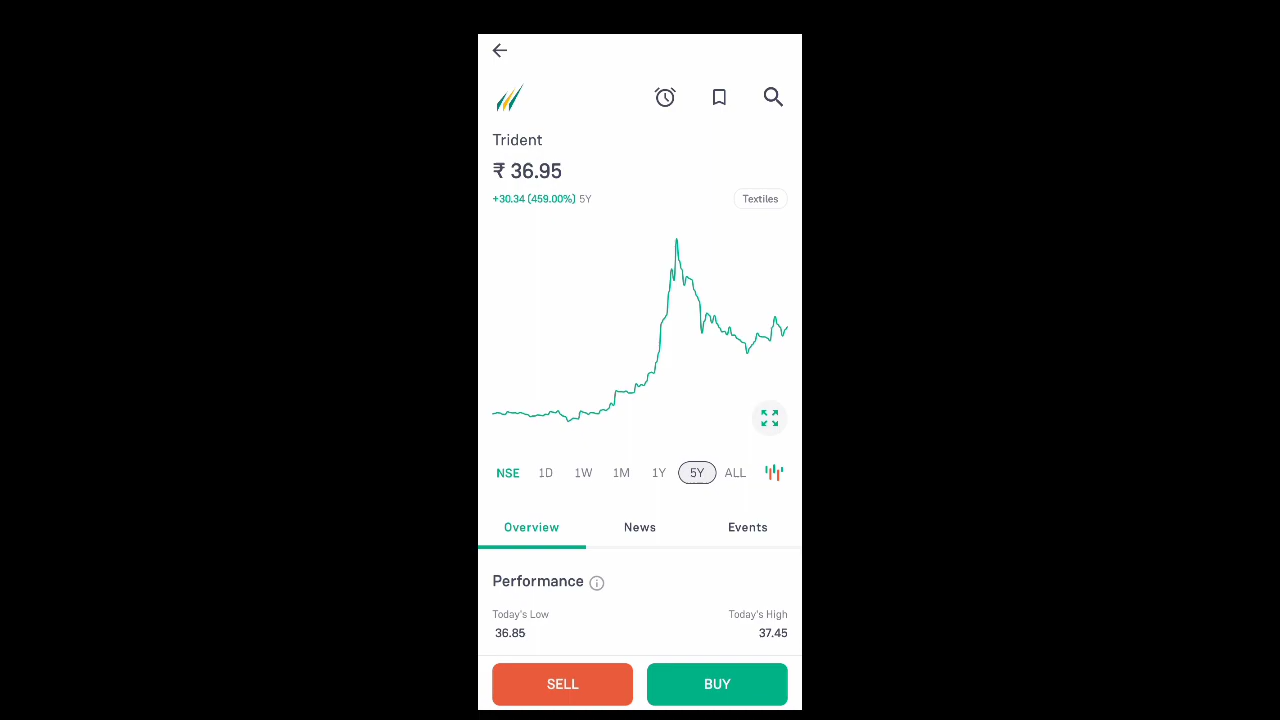 Trident
₹ 36.95
+30.34 (459.00%) 5Y
Textiles
NSE 1D 1W 1M 1Y 5Y ALL
Overview News Events
Performance
Today's Low Today's High
36.85 37.45
SELL BUY